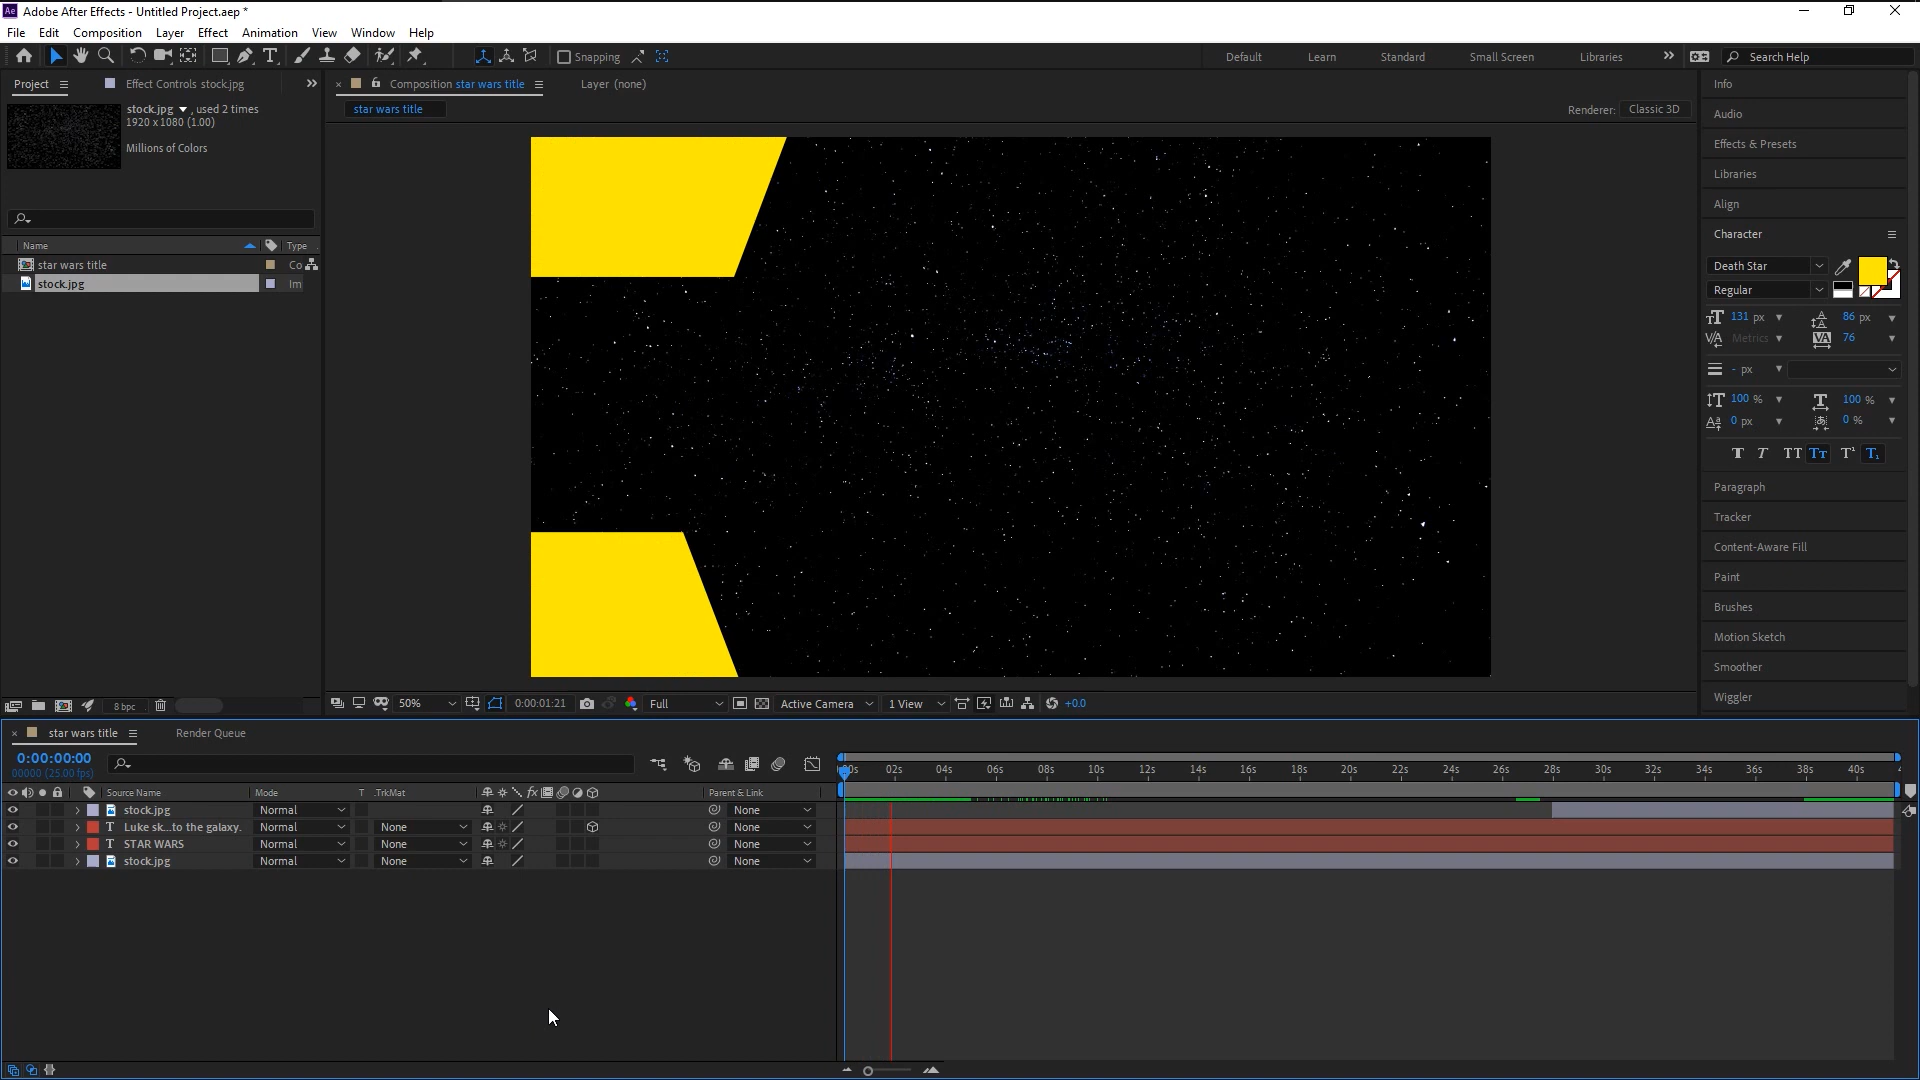 Adobe After Effects - Untitled Project.aep *
File Edit Composition Layer Effect Animation View Window Help
Snapping Default Learn Standard Small Screen Libraries Search Help
Project Effect Controls stock.jpg
stock.jpg , used 2 times
1920 x 1080 (1.00)
Millions of Colors
Name Type
star wars title Co
stock.jpg Im
8 bpc
Composition star wars title Layer (none)
star wars title
Renderer: Classic 3D
50% 0:00:01:21 Full Active Camera 1 View +0.0
Info
Audio
Effects & Presets
Libraries
Align
Character
Death Star
Regular
131 px 86 px
Metrics 76
- px
100 % 100 %
0 px 0 %
Paragraph
Tracker
Content-Aware Fill
Paint
Brushes
Motion Sketch
Smoother
Wiggler
star wars title Render Queue
0:00:00:00
00000 (25.00 fps)
Source Name Mode T .TrkMat Parent & Link
stock.jpg Normal None
T Luke sk...to the galaxy. Normal None None
T STAR WARS Normal None None
stock.jpg Normal None None
02s 04s 06s 08s 10s 12s 14s 16s 18s 20s 22s 24s 26s 28s 30s 32s 34s 36s 38s 40s